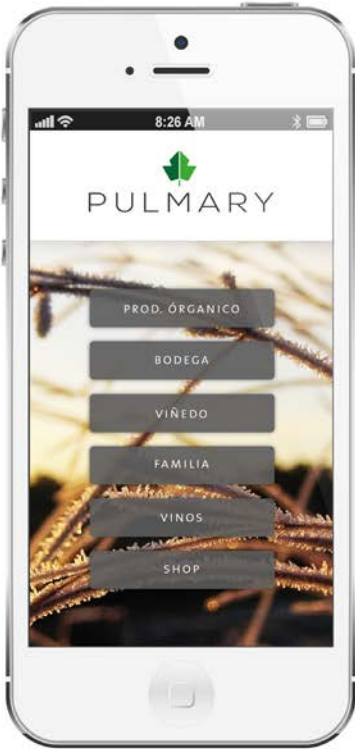 8:26 AM
PULMARY
PROD. ÓRGANICO
BODEGA
VIÑEDO
FAMILIA
VINOS
SHOP